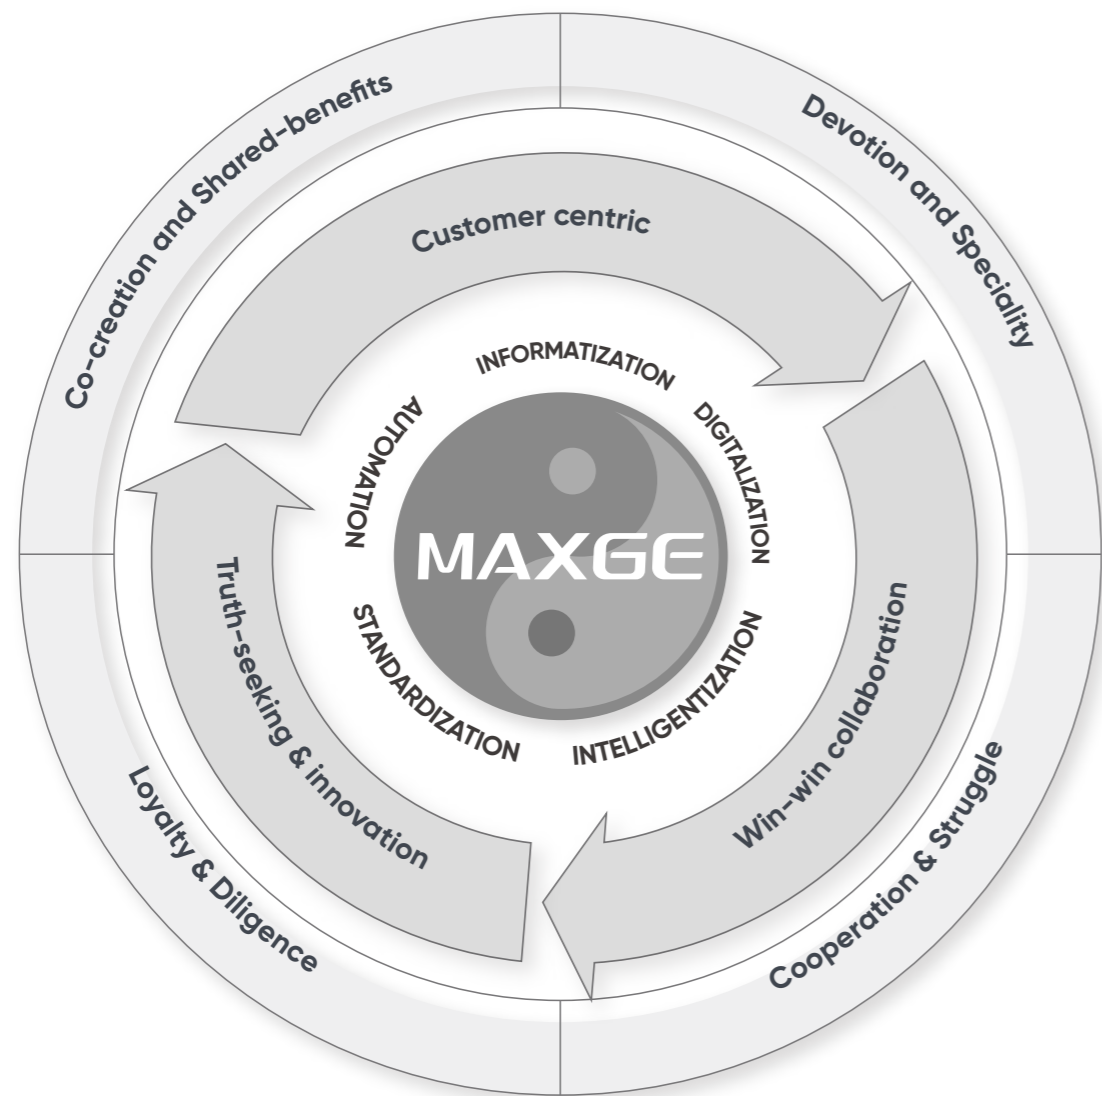 Co-creation and Shared-benefits
Devotion and Speciality
Customer centric
INFORMATIZATION
AUTOMATION
DIGITALIZATION
MAXGE
Truth-seeking & innovation
STANDARDIZATION
INTELLIGENTIZATION
Win-win collaboration
Loyalty & Diligence
Cooperation & Struggle